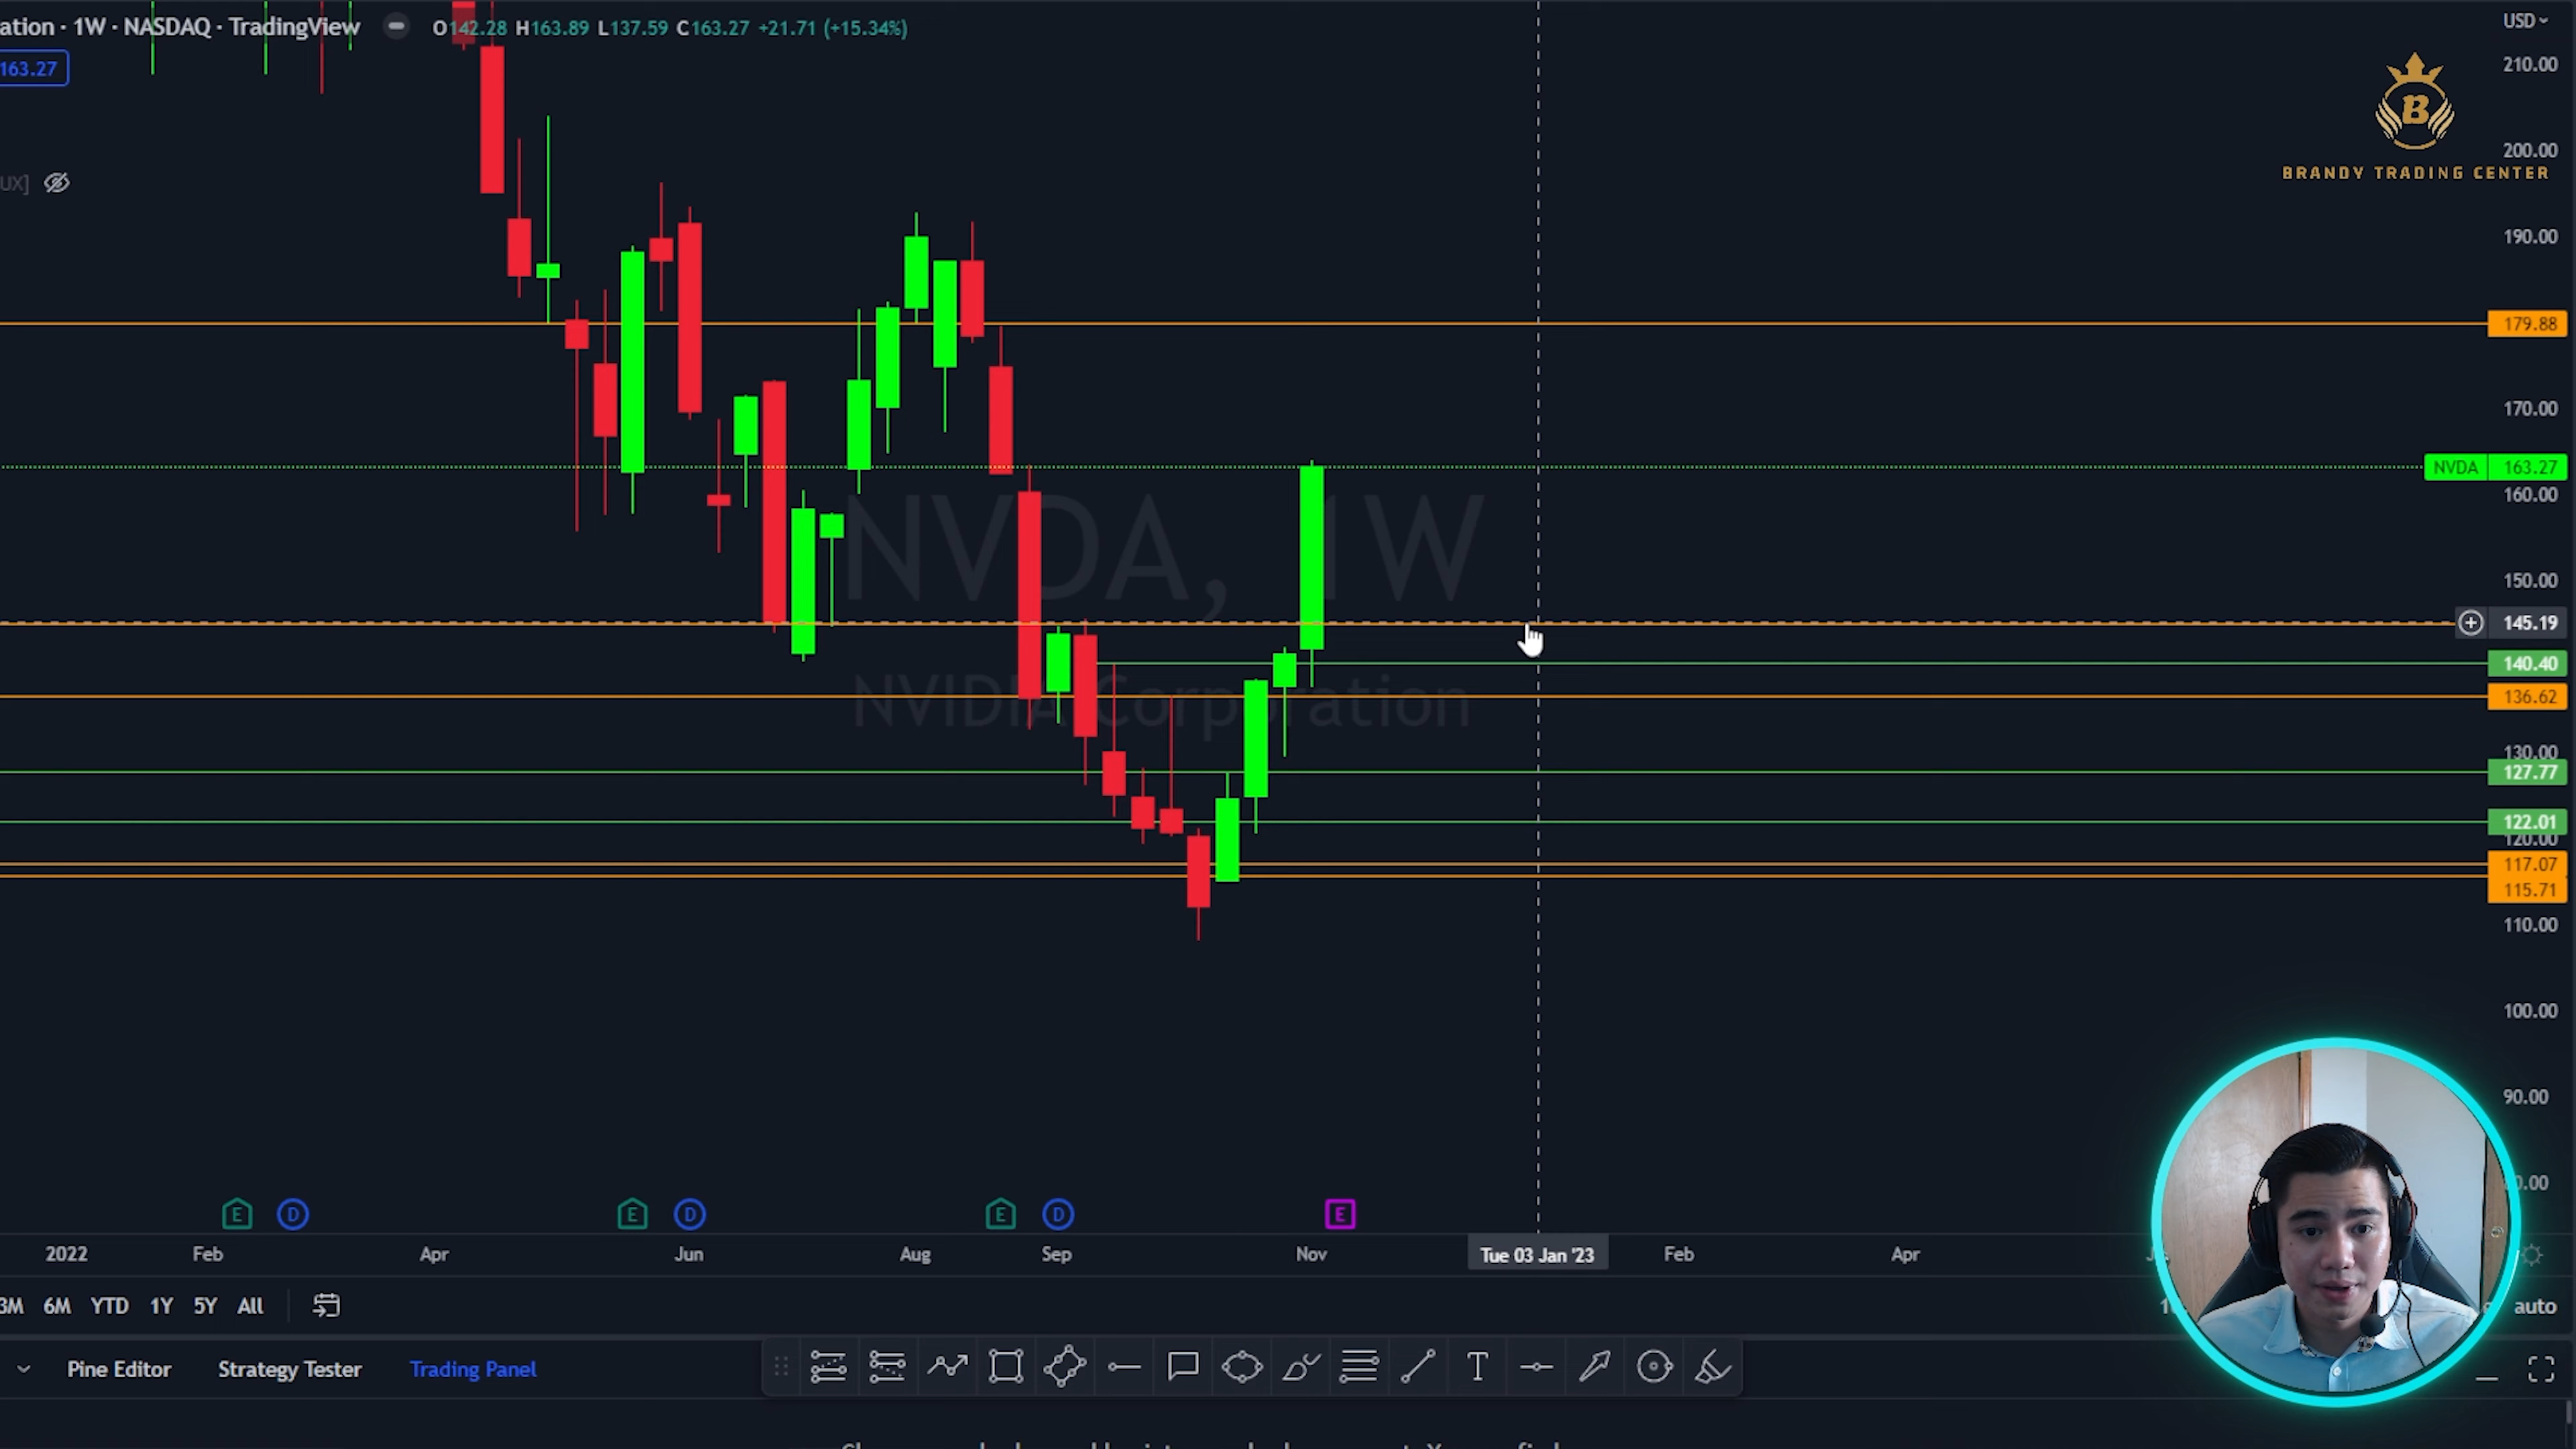 ation · 1W · NASDAQ · TradingView O142.28 H163.89 L137.59 C163.27 +21.71 (+15.34%)
USD
163.27
B
BRANDY TRADING CENTER
UX]
210.00
200.00
190.00
179.88
170.00
NVDA 163.27
160.00
150.00
145.19
140.40
136.62
130.00
127.77
122.01
120.00
117.07
115.71
110.00
100.00
90.00
NVDA, 1W
NVIDIA Corporation
E D E D E D E
2022 Feb Apr Jun Aug Sep Nov Tue 03 Jan '23 Feb Apr
3M 6M YTD 1Y 5Y All auto
Pine Editor Strategy Tester Trading Panel T